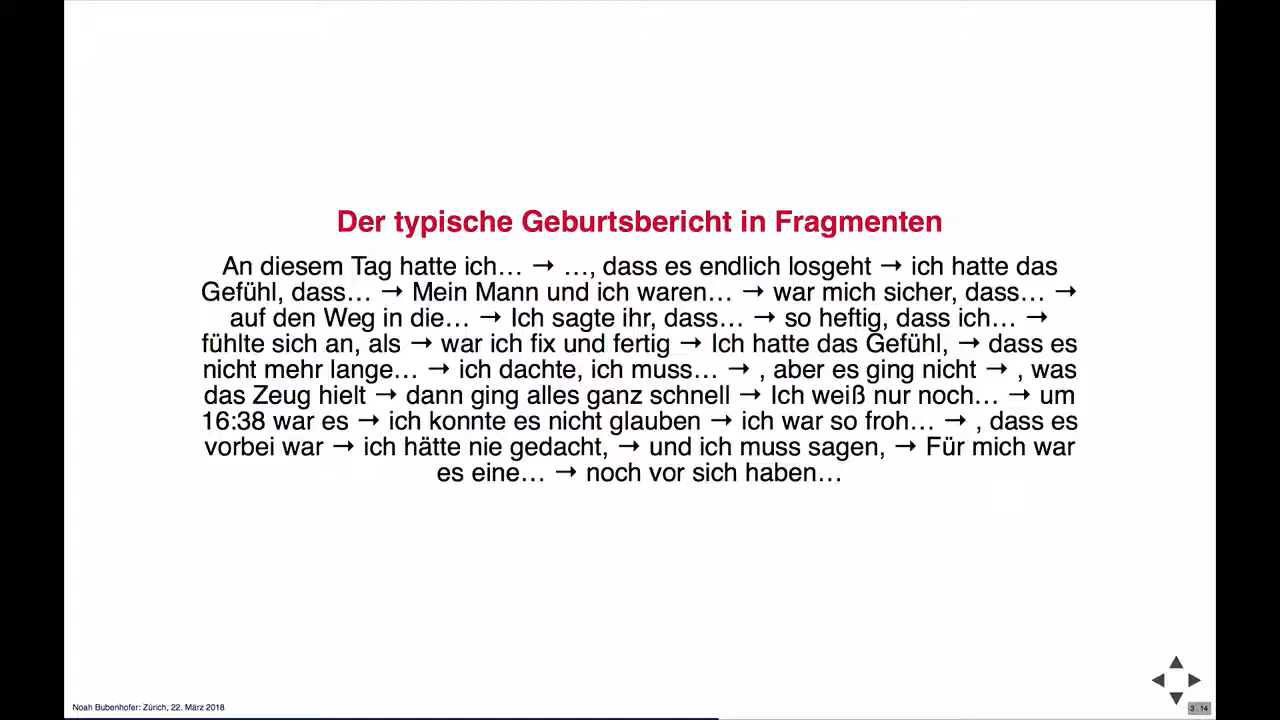 Der typische Geburtsbericht in Fragmenten
An diesem Tag hatte ich… → …, dass es endlich losgeht → ich hatte das
Gefühl, dass… → Mein Mann und ich waren… → war mich sicher, dass… →
auf den Weg in die… → Ich sagte ihr, dass… → so heftig, dass ich… →
fühlte sich an, als → war ich fix und fertig → Ich hatte das Gefühl, → dass es
nicht mehr lange… → ich dachte, ich muss… → , aber es ging nicht → , was
das Zeug hielt → dann ging alles ganz schnell → Ich weiß nur noch… → um
16:38 war es → ich konnte es nicht glauben → ich war so froh… → , dass es
vorbei war → ich hätte nie gedacht, → und ich muss sagen, → Für mich war
es eine… → noch vor sich haben…
Noah Bubenhofer: Zürich, 22. März 2018
3 . 14